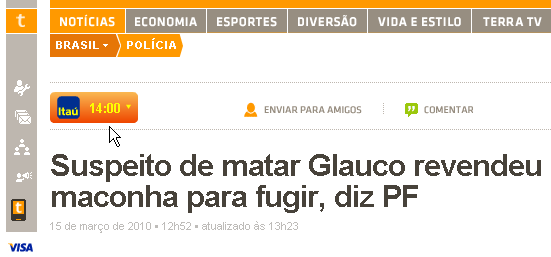 t NOTÍCIAS ECONOMIA ESPORTES DIVERSÃO VIDA E ESTILO TERRA TV
BRASIL POLÍCIA
Itaú 14:00 ENVIAR PARA AMIGOS COMENTAR
Suspeito de matar Glauco revendeu
maconha para fugir, diz PF
15 de março de 2010 • 12h52 • atualizado às 13h23
t
VISA